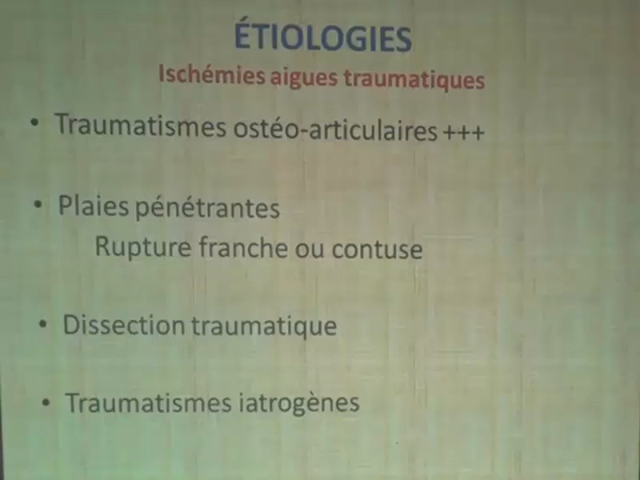 ÉTIOLOGIES
Ischémies aigues traumatiques
• Traumatismes ostéo-articulaires +++
• Plaies pénétrantes
Rupture franche ou contuse
• Dissection traumatique
• Traumatismes iatrogènes